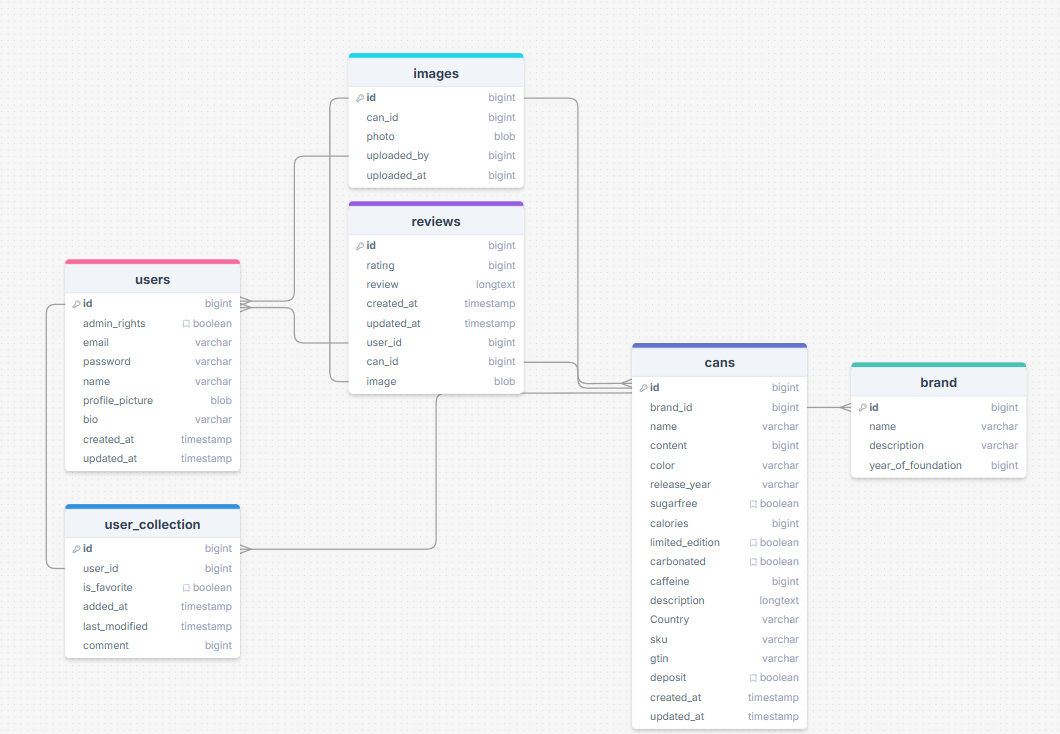 images
id bigint
can_id bigint
photo blob
uploaded_by bigint
uploaded_at bigint
reviews
id bigint
rating bigint
review longtext
created_at timestamp
updated_at timestamp
user_id bigint
can_id bigint
image blob
users
id bigint
admin_rights boolean
email varchar
password varchar
name varchar
profile_picture blob
bio varchar
created_at timestamp
updated_at timestamp
user_collection
id bigint
user_id bigint
is_favorite boolean
added_at timestamp
last_modified timestamp
comment bigint
cans
id bigint
brand_id bigint
name varchar
content bigint
color varchar
release_year varchar
sugarfree boolean
calories bigint
limited_edition boolean
carbonated boolean
caffeine bigint
description longtext
Country varchar
sku varchar
gtin varchar
deposit boolean
created_at timestamp
updated_at timestamp
brand
id bigint
name varchar
description varchar
year_of_foundation bigint